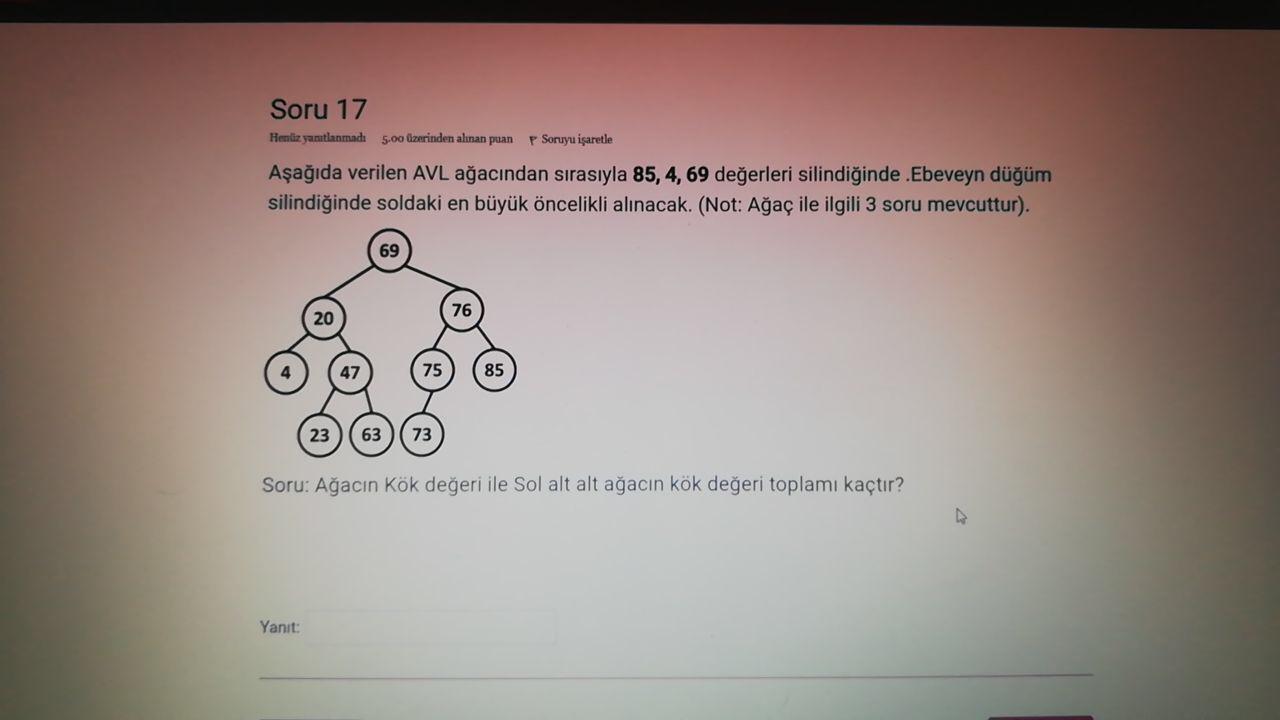 Soru 17
Henüz yanıtlanmadı 5.00 üzerinden alınan puan Soruyu işaretle
Aşağıda verilen AVL ağacından sırasıyla 85, 4, 69 değerleri silindiğinde .Ebeveyn düğüm
silindiğinde soldaki en büyük öncelikli alınacak. (Not: Ağaç ile ilgili 3 soru mevcuttur).
69
20 76
4 47 75 85
23 63 73
Soru: Ağacın Kök değeri ile Sol alt alt ağacın kök değeri toplamı kaçtır?
Yanıt: